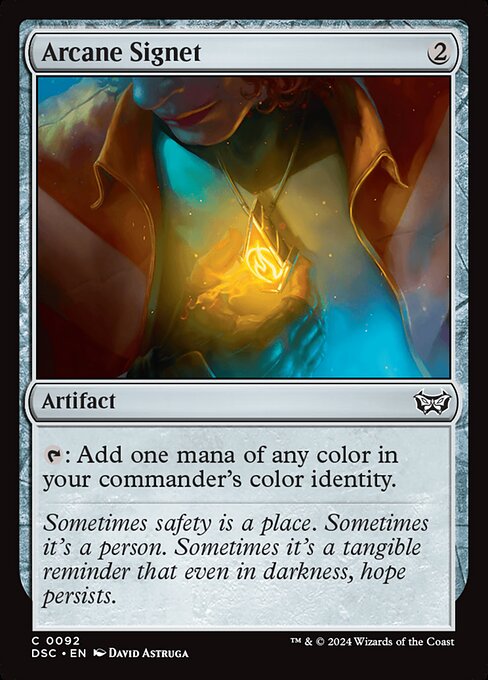 Arcane Signet 2
Artifact
: Add one mana of any color in
your commander's color identity.
Sometimes safety is a place. Sometimes
it's a person. Sometimes it's a tangible
reminder that even in darkness, hope
persists.
C 0092
DSC • EN DAVID ASTRUGA
™ & © 2024 Wizards of the Coast